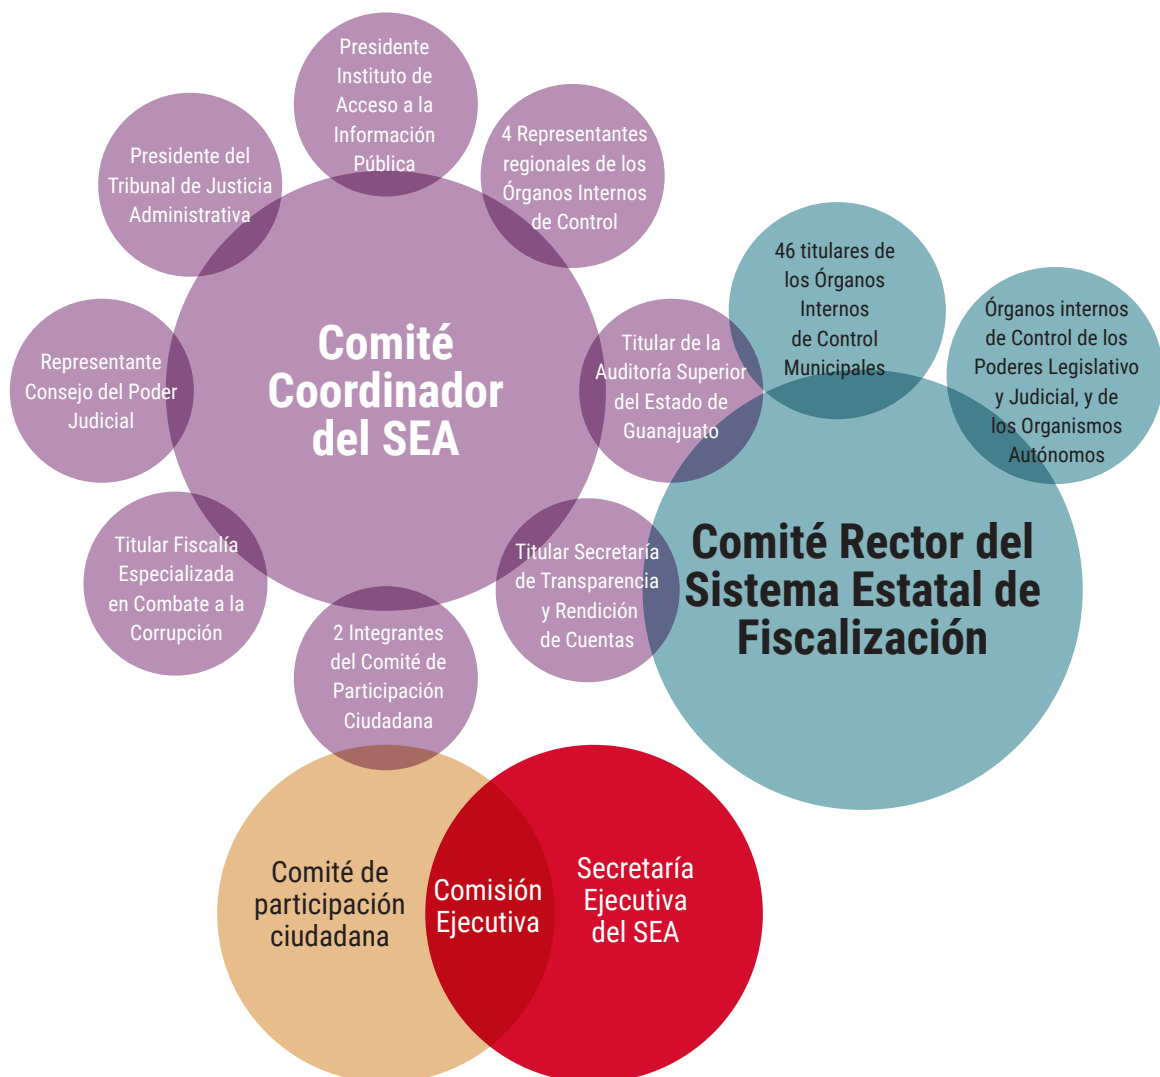 Presidente
Instituto de
Acceso a la
Información
Pública
4 Representantes
regionales de los
Órganos Internos
de Control
Presidente del
Tribunal de Justicia
Administrativa
Comité
Coordinador
del SEA
Representante
Consejo del Poder
Judicial
Titular de la
Auditoría Superior
del Estado de
Guanajuato
46 titulares de
los Órganos
Internos
de Control
Municipales
Órganos internos
de Control de los
Poderes Legislativo
y Judicial, y de
los Organismos
Autónomos
Titular Fiscalía
Especializada
en Combate a la
Corrupción
Titular Secretaría
de Transparencia
y Rendición
de Cuentas
Comité Rector del
Sistema Estatal de
Fiscalización
2 Integrantes
del Comité de
Participación
Ciudadana
Comité de
participación
ciudadana
Comisión
Ejecutiva
Secretaría
Ejecutiva
del SEA